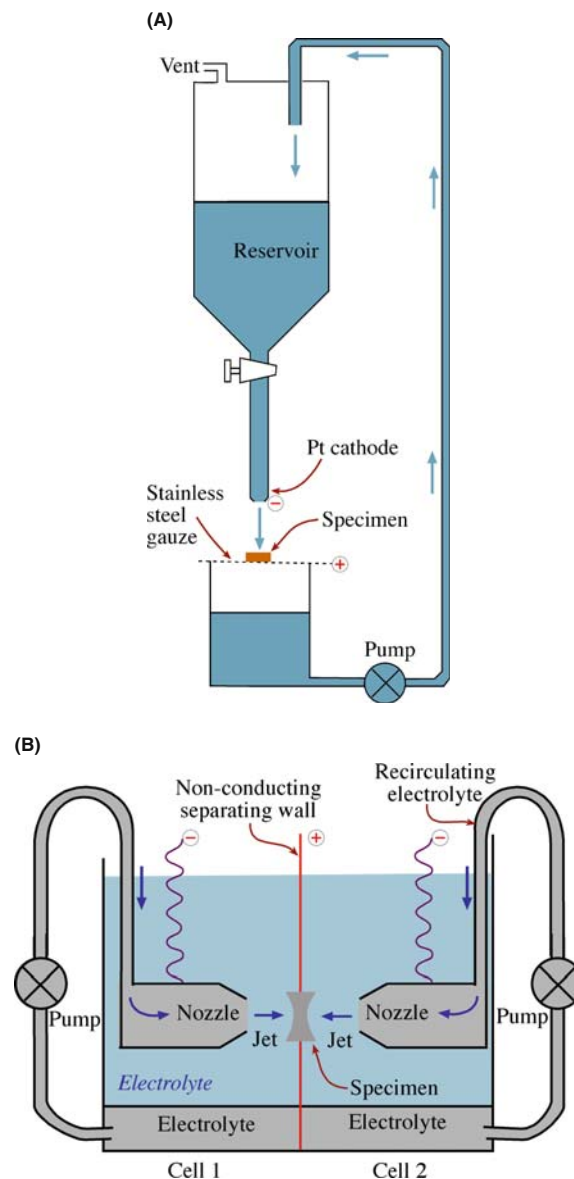 (A)
Vent
Reservoir
Pt cathode
−
Stainless
steel
gauze
Specimen
+
Pump
(B)
Non-conducting
separating wall
Recirculating
electrolyte
−
+
−
Pump
Nozzle
Jet
Jet
Nozzle
Pump
Electrolyte
Specimen
Electrolyte
Electrolyte
Cell 1
Cell 2